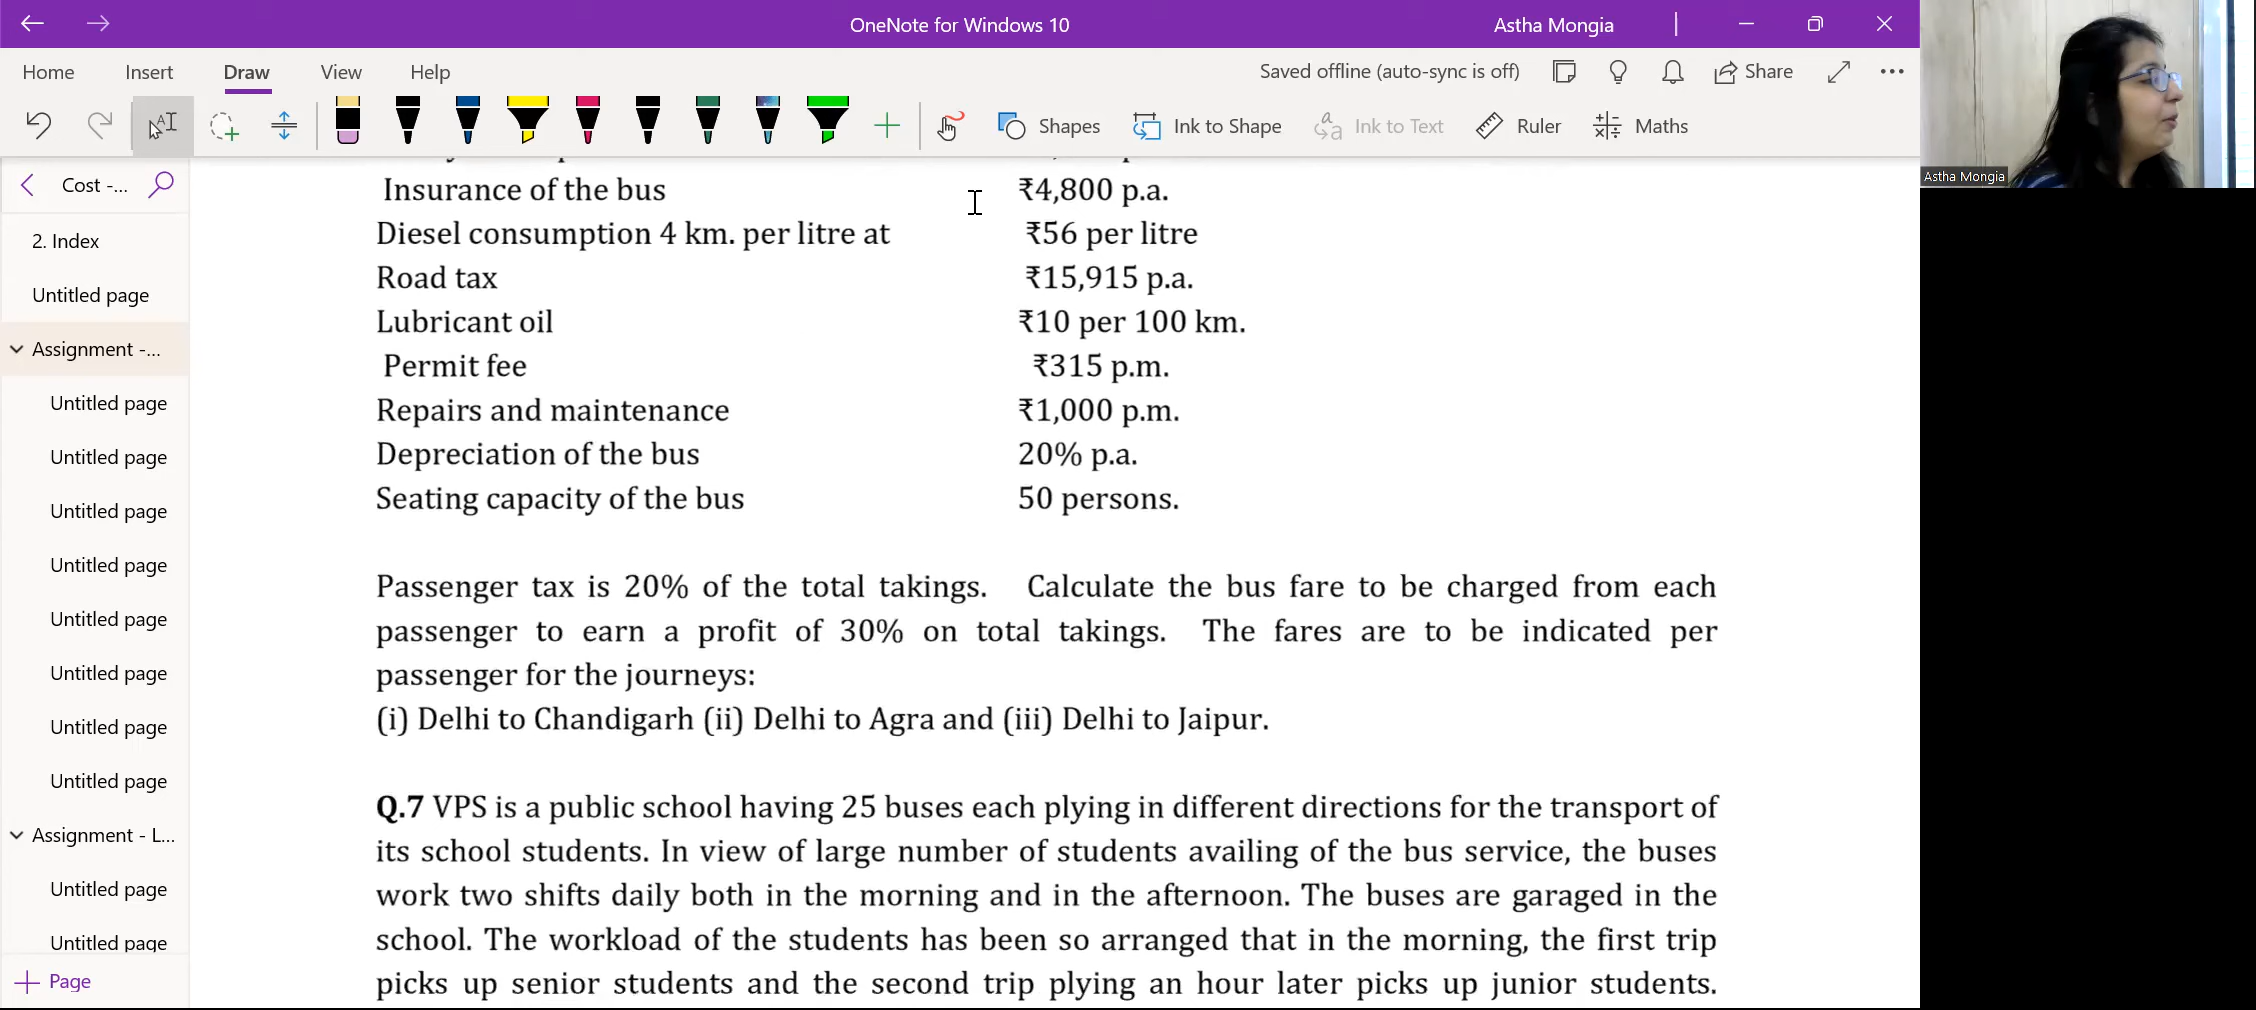 OneNote for Windows 10
Astha Mongia
Home Insert Draw View Help
Saved offline (auto-sync is off)
Share
Shapes
Ink to Shape
Ink to Text
Ruler
Maths
Cost -...
2. Index
Untitled page
Assignment -...
Untitled page
Untitled page
Untitled page
Untitled page
Untitled page
Untitled page
Untitled page
Untitled page
Assignment - L...
Untitled page
Untitled page
Page
Insurance of the bus ₹4,800 p.a.
Diesel consumption 4 km. per litre at ₹56 per litre
Road tax ₹15,915 p.a.
Lubricant oil ₹10 per 100 km.
Permit fee ₹315 p.m.
Repairs and maintenance ₹1,000 p.m.
Depreciation of the bus 20% p.a.
Seating capacity of the bus 50 persons.
Passenger tax is 20% of the total takings. Calculate the bus fare to be charged from each
passenger to earn a profit of 30% on total takings. The fares are to be indicated per
passenger for the journeys:
(i) Delhi to Chandigarh (ii) Delhi to Agra and (iii) Delhi to Jaipur.
Q.7 VPS is a public school having 25 buses each plying in different directions for the transport of
its school students. In view of large number of students availing of the bus service, the buses
work two shifts daily both in the morning and in the afternoon. The buses are garaged in the
school. The workload of the students has been so arranged that in the morning, the first trip
picks up senior students and the second trip plying an hour later picks up junior students.
Astha Mongia